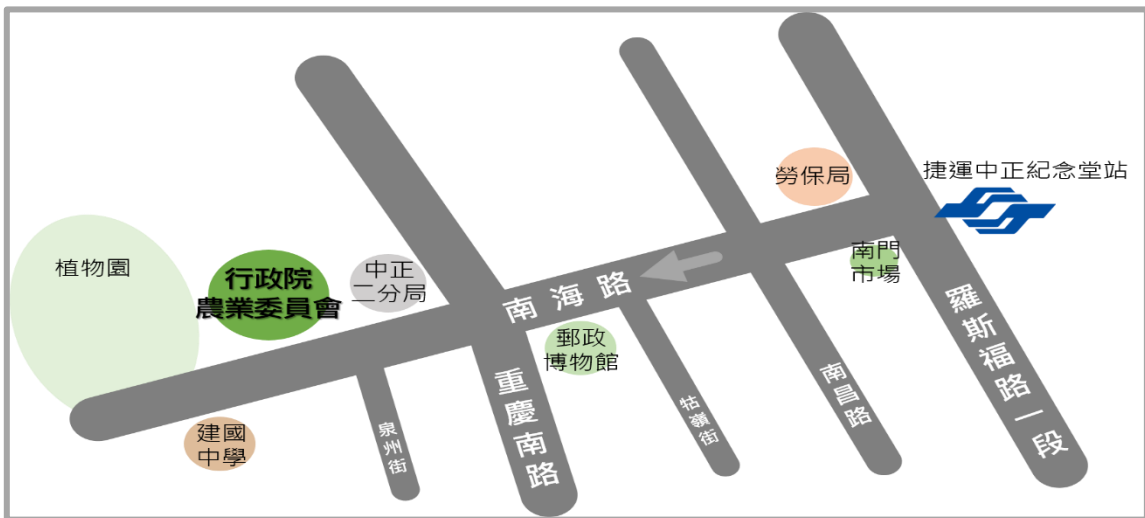 捷運中正紀念堂站
勞保局
南門
市場
植物園
行政院
農業委員會
中正
二分局
南海路
郵政
博物館
羅斯福路一段
南昌路
牯嶺街
重慶南路
泉州街
建國
中學